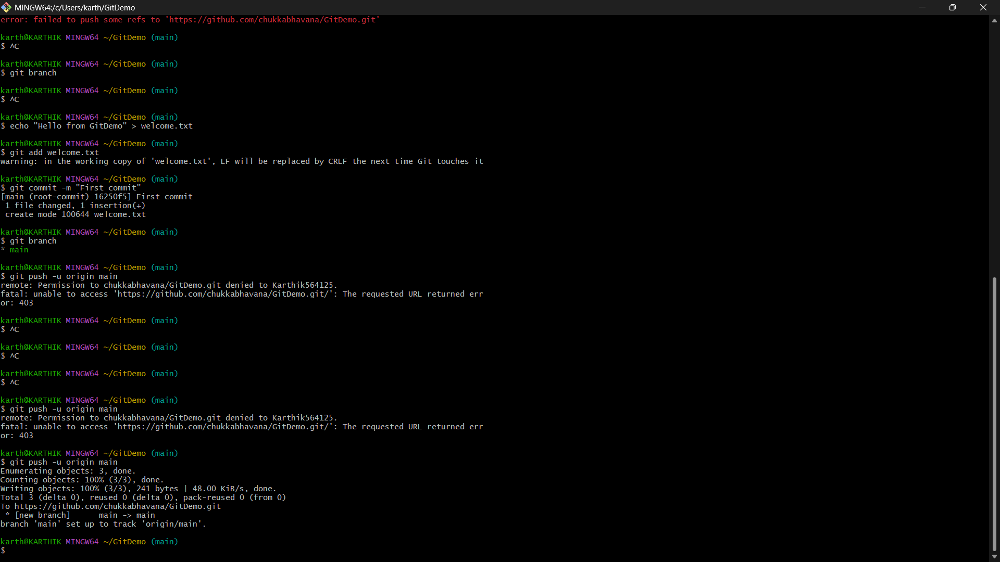 MINGW64:/c/Users/karth/GitDemo
error: failed to push some refs to 'https://github.com/chukkabhavana/GitDemo.git'
karth@KARTHIK MINGW64 ~/GitDemo (main)
$ ^C
karth@KARTHIK MINGW64 ~/GitDemo (main)
$ git branch
karth@KARTHIK MINGW64 ~/GitDemo (main)
$ ^C
karth@KARTHIK MINGW64 ~/GitDemo (main)
$ echo "Hello from GitDemo" > welcome.txt
karth@KARTHIK MINGW64 ~/GitDemo (main)
$ git add welcome.txt
warning: in the working copy of 'welcome.txt', LF will be replaced by CRLF the next time Git touches it
karth@KARTHIK MINGW64 ~/GitDemo (main)
$ git commit -m "First commit"
[main (root-commit) 16250f5] First commit
 1 file changed, 1 insertion(+)
 create mode 100644 welcome.txt
karth@KARTHIK MINGW64 ~/GitDemo (main)
$ git branch
* main
karth@KARTHIK MINGW64 ~/GitDemo (main)
$ git push -u origin main
remote: Permission to chukkabhavana/GitDemo.git denied to Karthik564125.
fatal: unable to access 'https://github.com/chukkabhavana/GitDemo.git/': The requested URL returned err
or: 403
karth@KARTHIK MINGW64 ~/GitDemo (main)
$ ^C
karth@KARTHIK MINGW64 ~/GitDemo (main)
$ ^C
karth@KARTHIK MINGW64 ~/GitDemo (main)
$ ^C
karth@KARTHIK MINGW64 ~/GitDemo (main)
$ git push -u origin main
remote: Permission to chukkabhavana/GitDemo.git denied to Karthik564125.
fatal: unable to access 'https://github.com/chukkabhavana/GitDemo.git/': The requested URL returned err
or: 403
karth@KARTHIK MINGW64 ~/GitDemo (main)
$ git push -u origin main
Enumerating objects: 3, done.
Counting objects: 100% (3/3), done.
Writing objects: 100% (3/3), 241 bytes | 48.00 KiB/s, done.
Total 3 (delta 0), reused 0 (delta 0), pack-reused 0 (from 0)
To https://github.com/chukkabhavana/GitDemo.git
 * [new branch]      main -> main
branch 'main' set up to track 'origin/main'.
karth@KARTHIK MINGW64 ~/GitDemo (main)
$